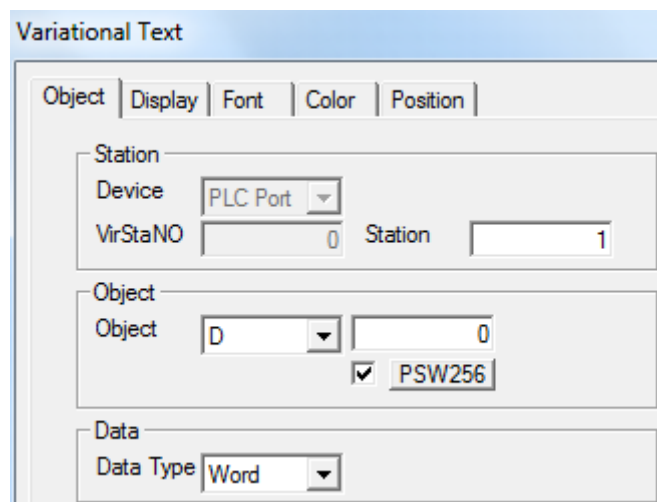 Variational Text
Object Display Font Color Position
Station
Device PLC Port
VirStaNO 0 Station 1
Object
Object D 0
PSW256
Data
Data Type Word